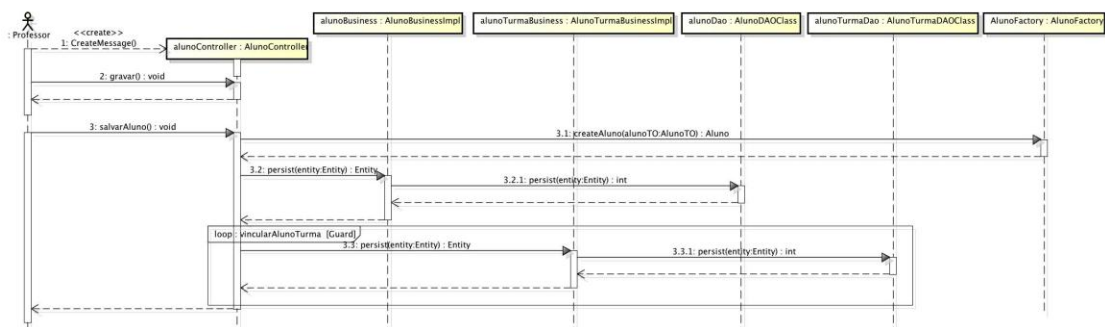 : Professor
<<create>>
1: CreateMessage()
alunoController : AlunoController
alunoBusiness : AlunoBusinessImpl
alunoTurmaBusiness : AlunoTurmaBusinessImpl
alunoDao : AlunoDAOClass
alunoTurmaDao : AlunoTurmaDAOClass
AlunoFactory : AlunoFactory
2: gravar() : void
3: salvarAluno() : void
3.1: createAluno(alunoTO:AlunoTO) : Aluno
3.2: persist(entity:Entity) : Entity
3.2.1: persist(entity:Entity) : int
loop : vincularAlunoTurma [Guard]
3.3: persist(entity:Entity) : Entity
3.3.1: persist(entity:Entity) : int